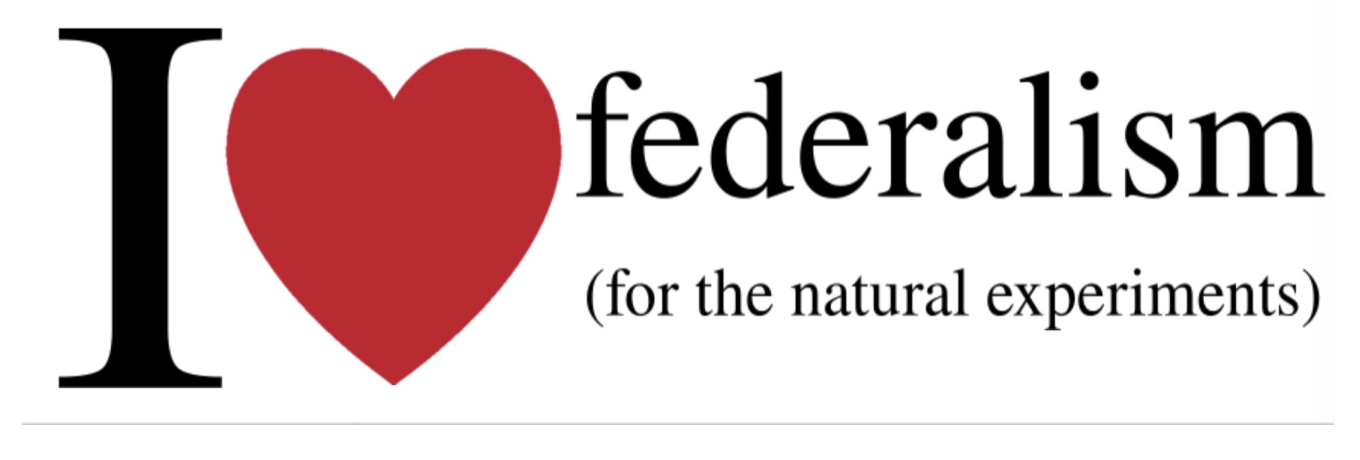 I ❤ federalism
(for the natural experiments)